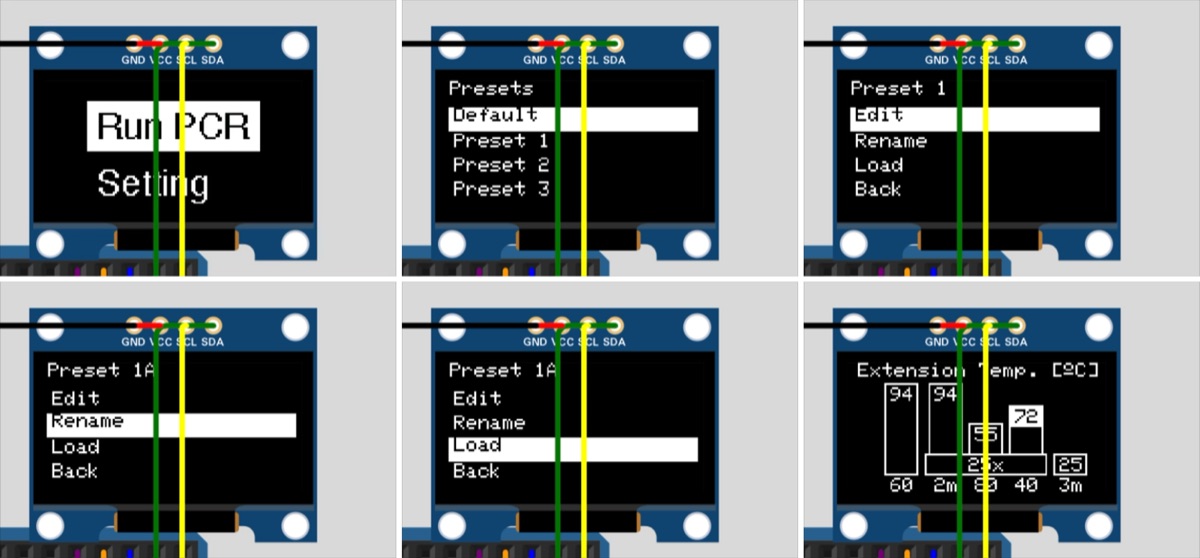 GND VCC SCL SDA
Run PCR
Setting
GND VCC SCL SDA
Presets
Default
Preset 1
Preset 2
Preset 3
GND VCC SCL SDA
Preset 1
Edit
Rename
Load
Back
GND VCC SCL SDA
Preset 1A
Edit
Rename
Load
Back
GND VCC SCL SDA
Preset 1A
Edit
Rename
Load
Back
GND VCC SCL SDA
Extension Temp. [ºC]
94 94 55 72
25x 25
60 2m 80 40 3m